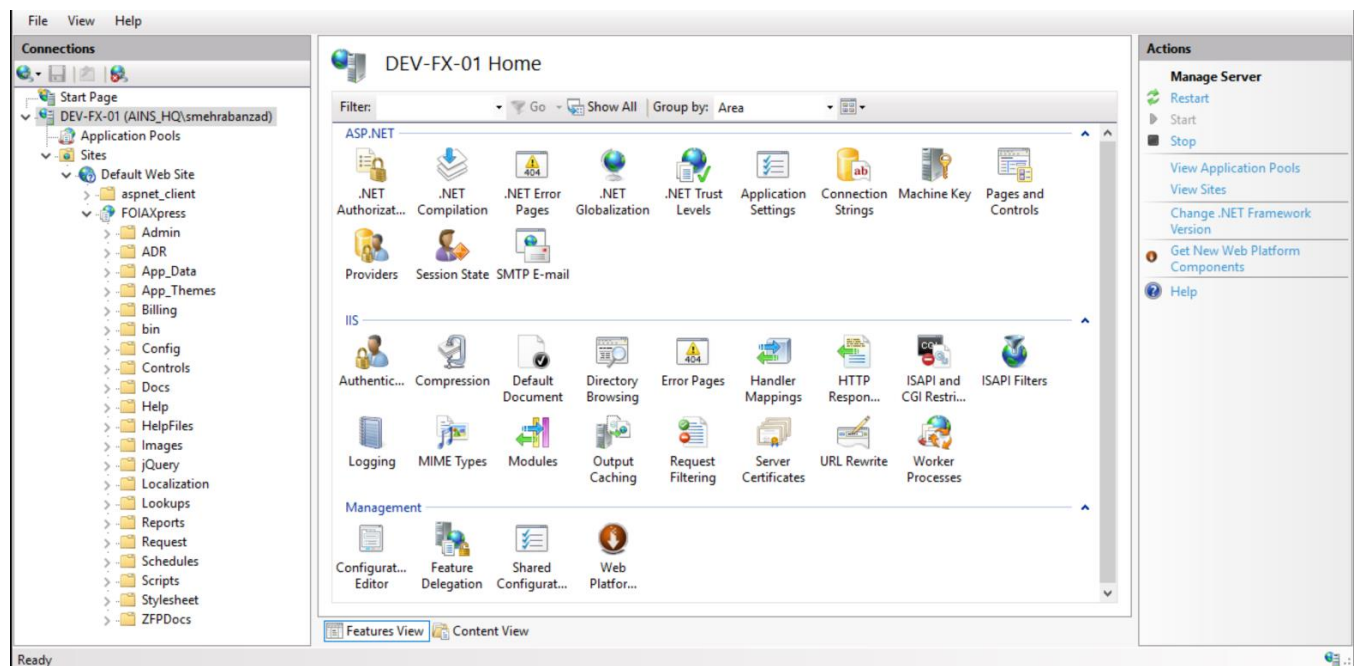 File View Help
Connections
Start Page
DEV-FX-01 (AINS_HQ\smehrabanzad)
Application Pools
Sites
Default Web Site
aspnet_client
FOIAXpress
Admin
ADR
App_Data
App_Themes
Billing
bin
Config
Controls
Docs
Help
HelpFiles
Images
jQuery
Localization
Lookups
Reports
Request
Schedules
Scripts
Stylesheet
ZFPDocs
DEV-FX-01 Home
Filter: Go Show All Group by: Area
ASP.NET
.NET .NET .NET Error .NET .NET Trust Application Connection Machine Key Pages and
Authorizat... Compilation Pages Globalization Levels Settings Strings Controls
Providers Session State SMTP E-mail
IIS
Authentic... Compression Default Directory Error Pages Handler HTTP ISAPI and ISAPI Filters
Document Browsing Mappings Respon... CGI Restri...
Logging MIME Types Modules Output Request Server URL Rewrite Worker
Caching Filtering Certificates Processes
Management
Configurat... Feature Shared Web
Editor Delegation Configurat... Platfor...
Features View Content View
Actions
Manage Server
Restart
Start
Stop
View Application Pools
View Sites
Change .NET Framework
Version
Get New Web Platform
Components
Help
Ready